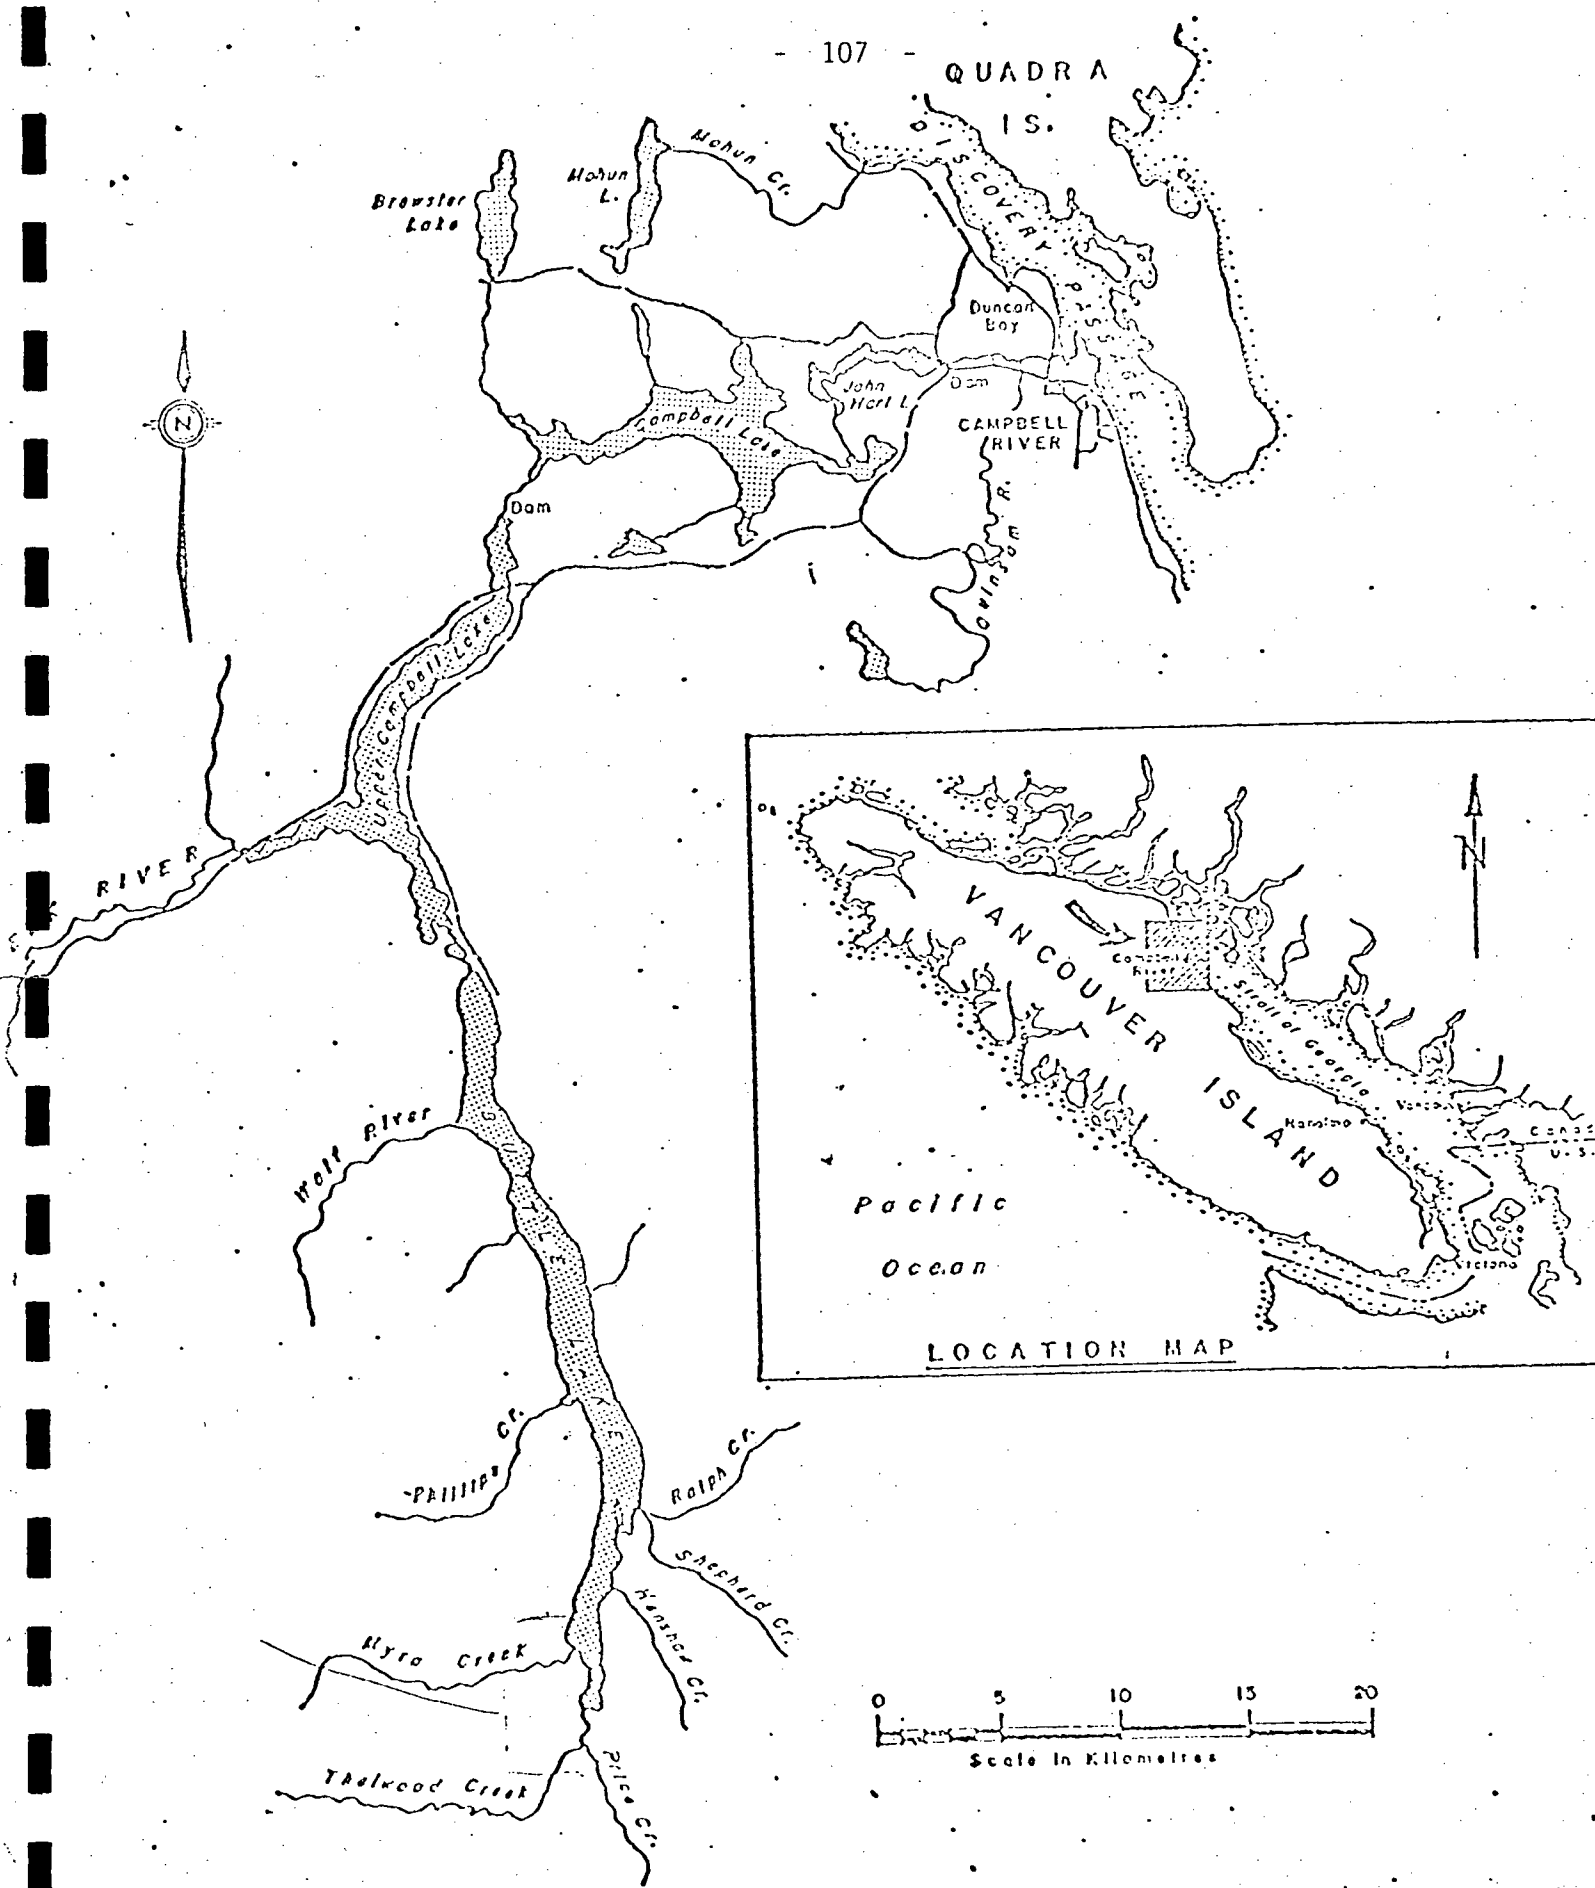 - 107 -
QUADRA
IS.
DISCOVERY PASSAGE
Mohun Cr.
Mohun
L.
Brewster
Lake
Duncan
Bay
John
Hart L.
Dam
Campbell Lake
CAMPBELL
RIVER
Quinsam R.
Dam
N
Upper Campbell Lake
RIVER
Wolf River
BUTTLE LAKE
Phillips Cr.
Ralph Cr.
Shepherd Cr.
Myra Creek
Thelwood Creek
Price Cr.
N
VANCOUVER ISLAND
Campbell
River
Strait of Georgia
Nanaimo
Victoria
Pacific
Ocean
LOCATION MAP
0 5 10 15 20
Scale in Kilometres